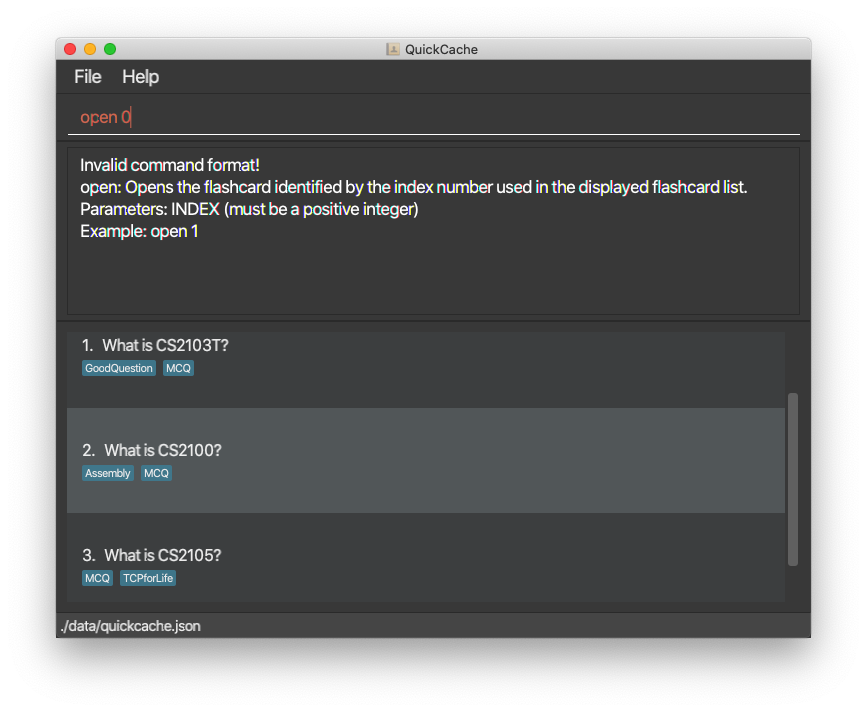 QuickCache
File Help
open 0
Invalid command format!
open: Opens the flashcard identified by the index number used in the displayed flashcard list.
Parameters: INDEX (must be a positive integer)
Example: open 1
1. What is CS2103T?
GoodQuestion MCQ
2. What is CS2100?
Assembly MCQ
3. What is CS2105?
MCQ TCPforLife
./data/quickcache.json